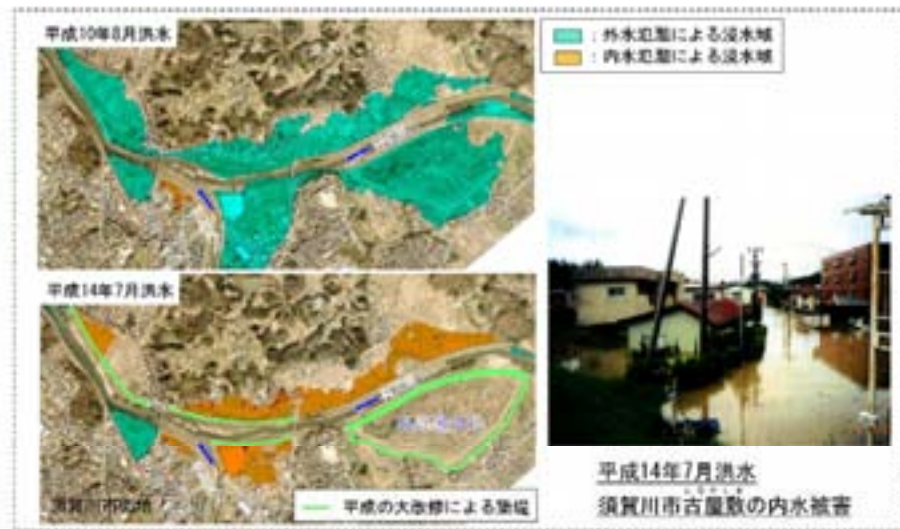 平成10年8月洪水
：外水氾濫による浸水域
：内水氾濫による浸水域
平成14年7月洪水
須賀川市街地
平成の大改修による築堤
平成14年7月洪水
須賀川市古屋敷の内水被害